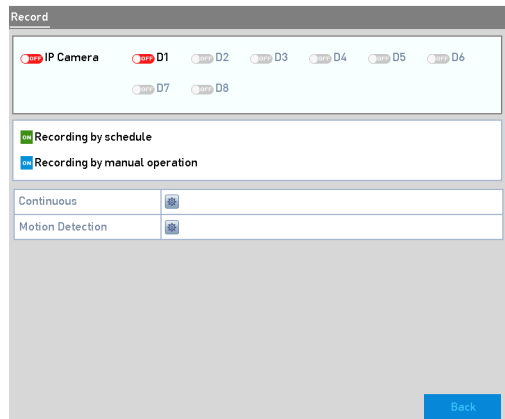 Record
OFF IP Camera OFF D1 OFF D2 OFF D3 OFF D4 OFF D5 OFF D6
OFF D7 OFF D8
ON Recording by schedule
ON Recording by manual operation
Continuous
Motion Detection
Back